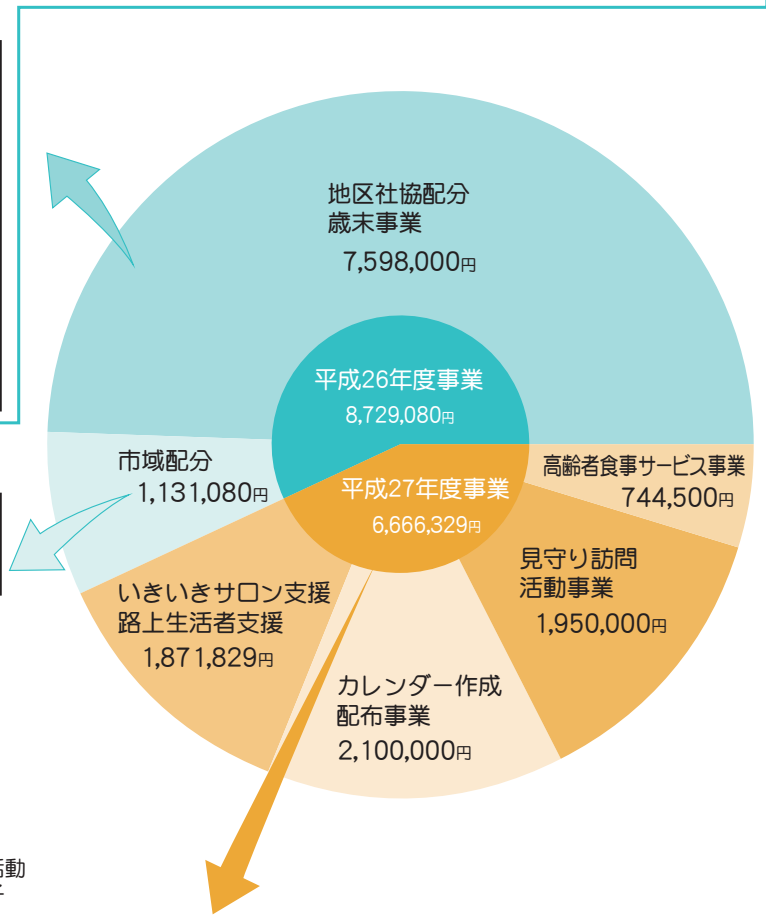 地区社協配分
歳末事業
7,598,000円
平成26年度事業
8,729,080円
市域配分
1,131,080円
平成27年度事業
6,666,329円
高齢者食事サービス事業
744,500円
見守り訪問
活動事業
1,950,000円
いきいきサロン支援
路上生活者支援
1,871,829円
カレンダー作成
配布事業
2,100,000円
活動